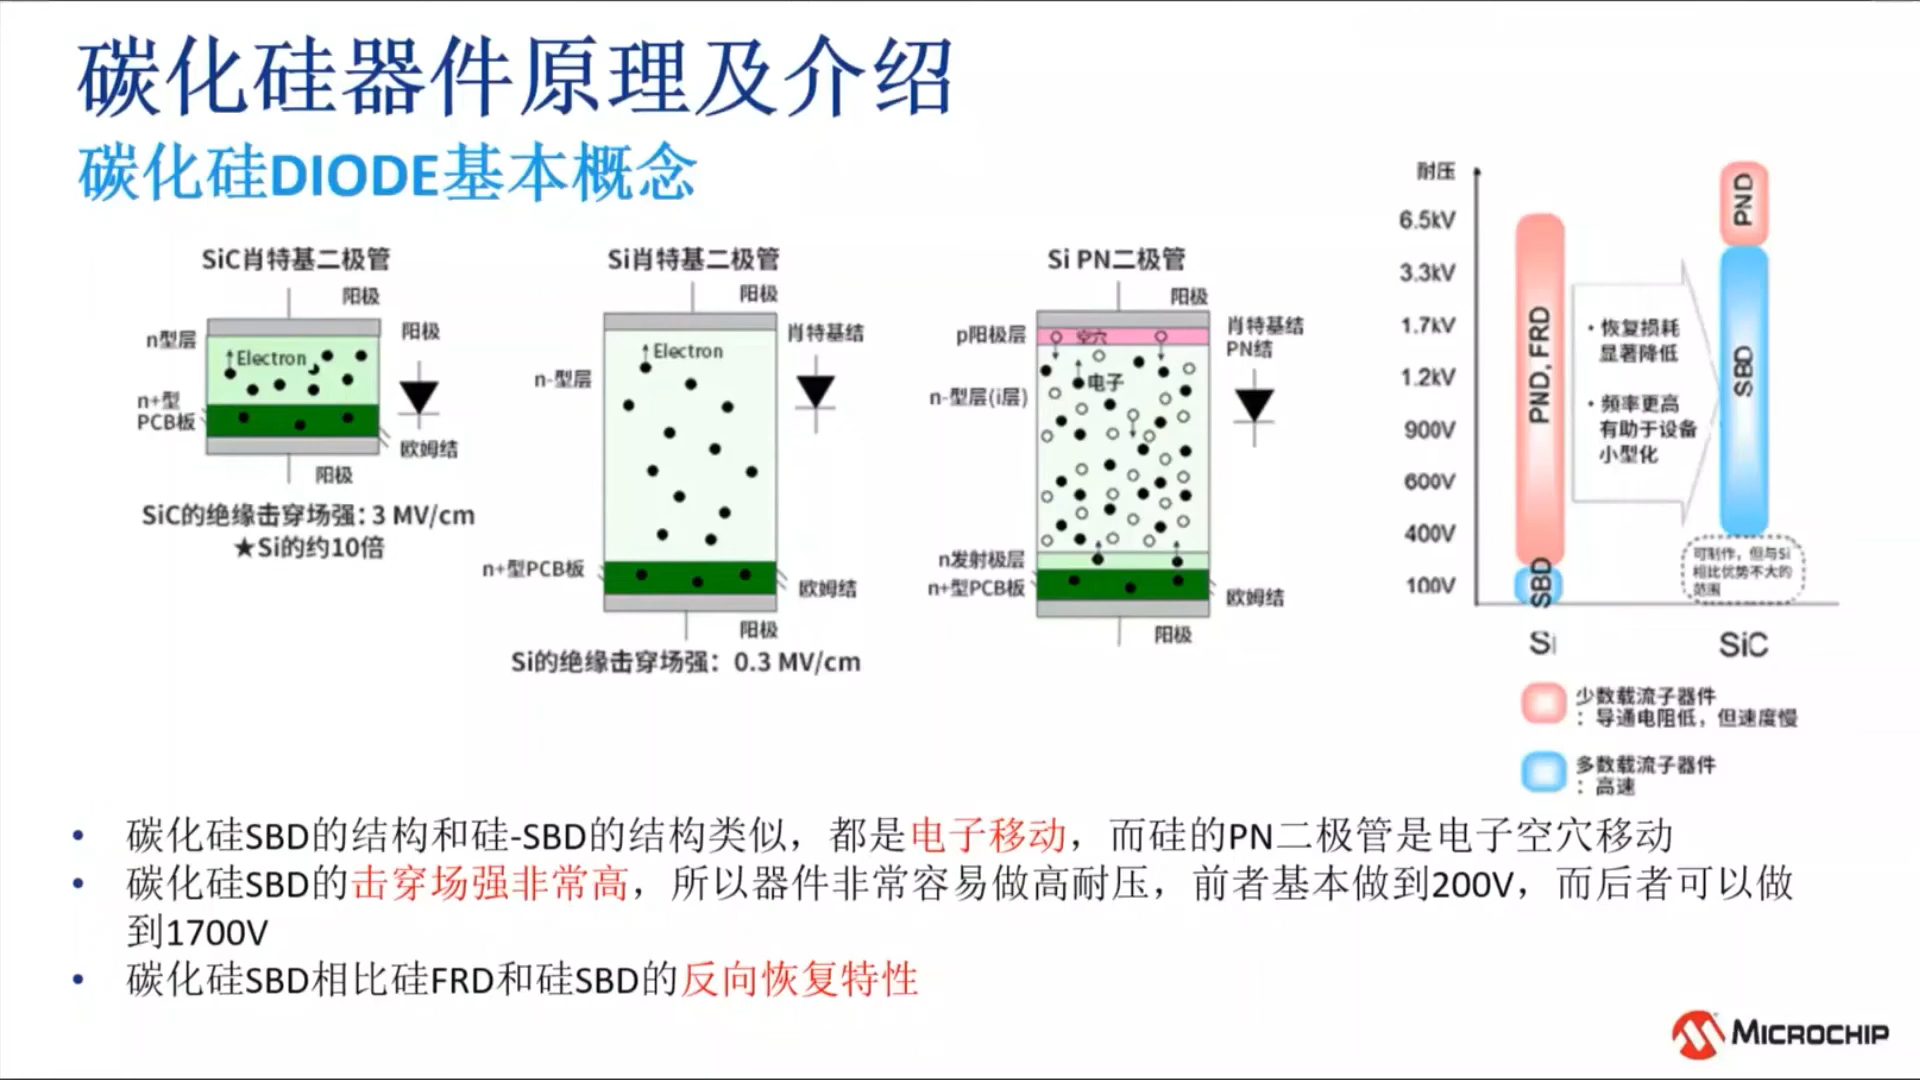 碳化硅器件原理及介绍
碳化硅DIODE基本概念
SiC肖特基二极管
阳极
n型层
阳极
Electron
n+型
PCB板
欧姆结
阳极
SiC的绝缘击穿场强：3 MV/cm
★Si的约10倍
Si肖特基二极管
阳极
肖特基结
Electron
n-型层
n+型PCB板
欧姆结
阳极
Si的绝缘击穿场强：0.3 MV/cm
Si PN二极管
阳极
p阳极层
空穴
肖特基结
PN结
电子
n-型层(i层)
n发射极层
n+型PCB板
欧姆结
阳极
耐压
6.5kV
3.3kV
1.7kV
1.2kV
900V
600V
400V
100V
PND, FRD
SBD
Si
・恢复损耗
显著降低
・频率更高
有助于设备
小型化
PND
SBD
可制作，但与Si
相比优势不大的
范围
SiC
少数载流子器件
：导通电阻低，但速度慢
多数载流子器件
：高速
• 碳化硅SBD的结构和硅-SBD的结构类似，都是电子移动，而硅的PN二极管是电子空穴移动
• 碳化硅SBD的击穿场强非常高，所以器件非常容易做高耐压，前者基本做到200V，而后者可以做
到1700V
• 碳化硅SBD相比硅FRD和硅SBD的反向恢复特性
MICROCHIP